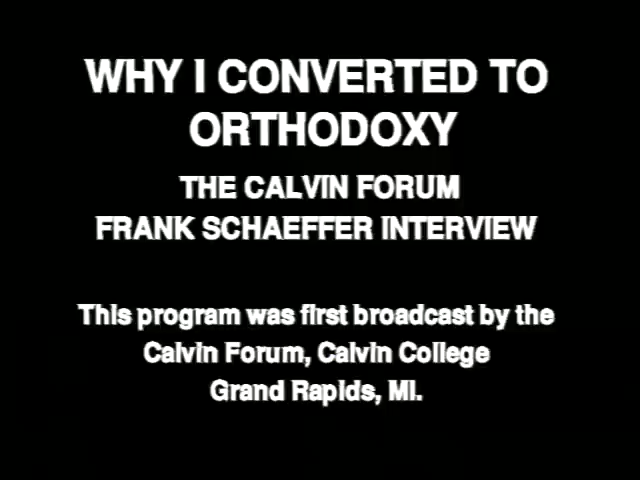 WHY I CONVERTED TO
ORTHODOXY
THE CALVIN FORUM
FRANK SCHAEFFER INTERVIEW
This program was first broadcast by the
Calvin Forum, Calvin College
Grand Rapids, MI.